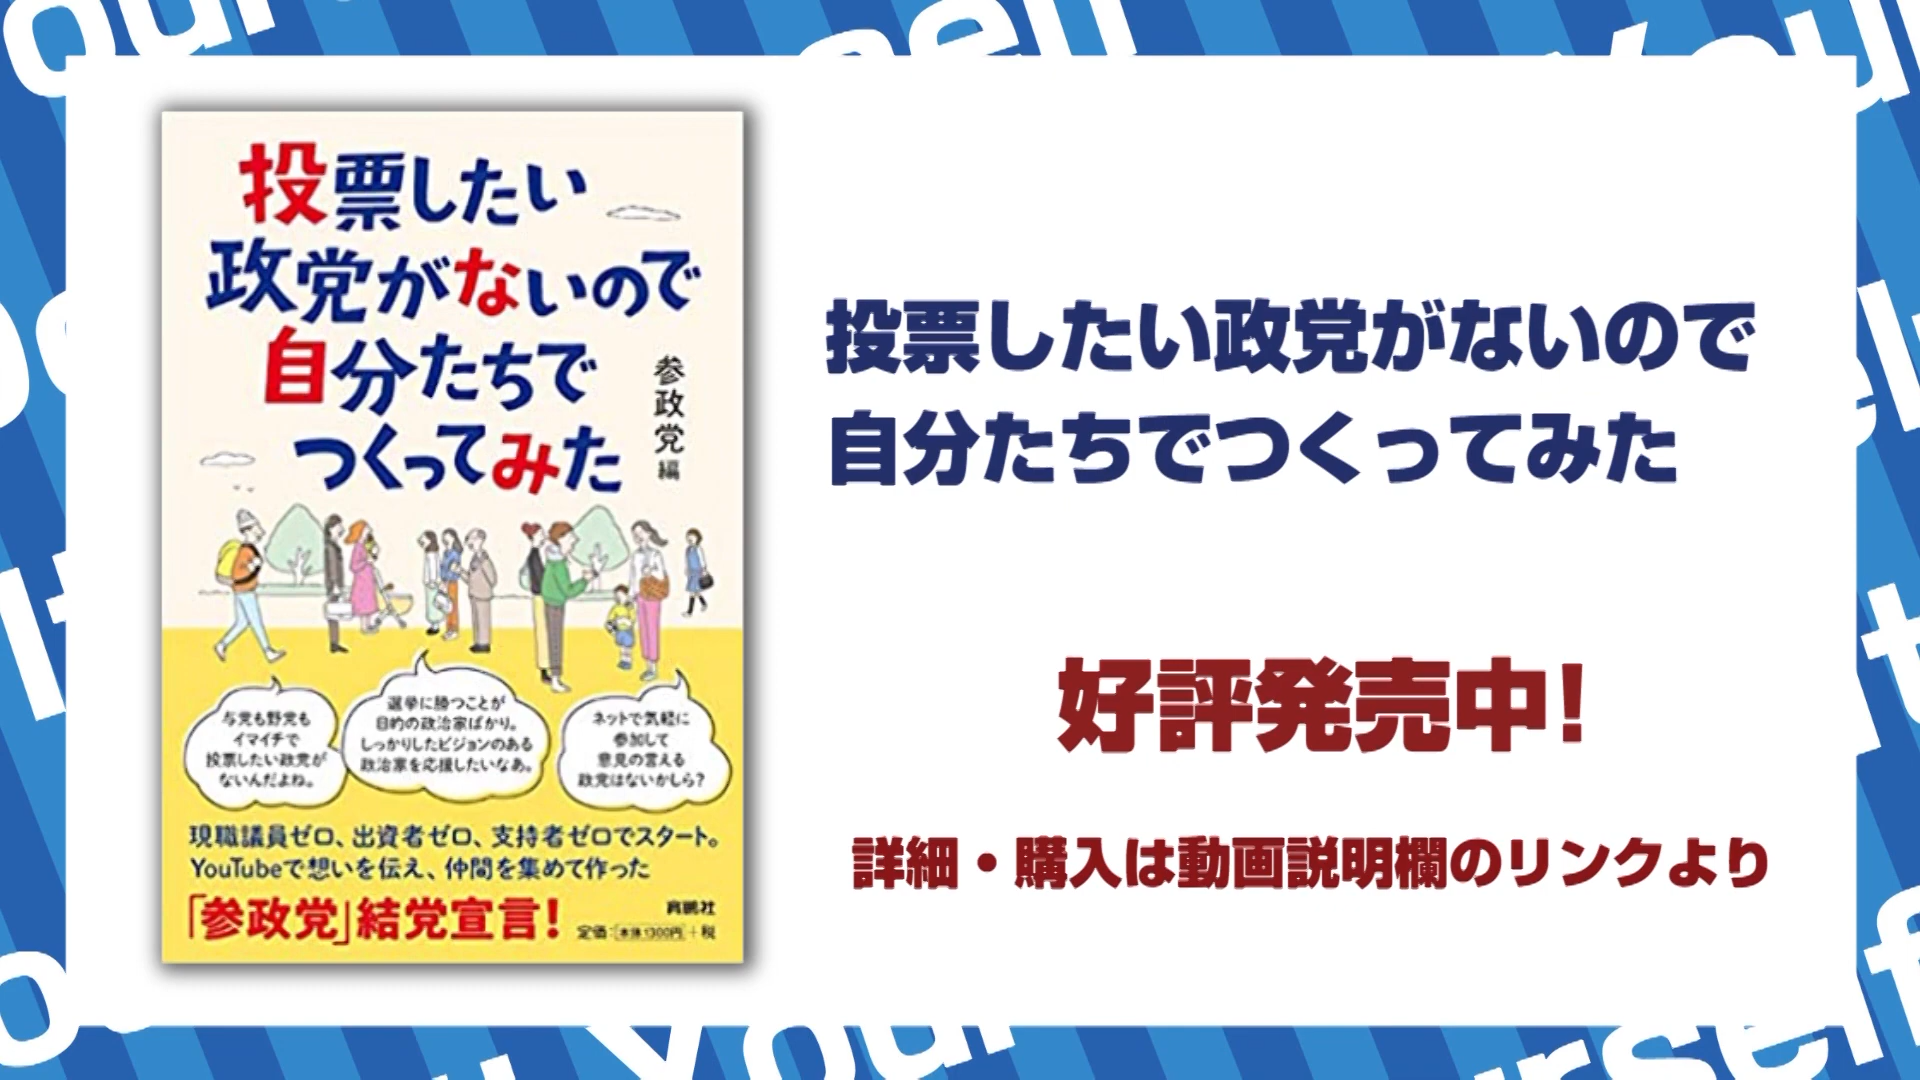 投票したい
政党がないので
自分たちで
つくってみた
参政党 編
与党も野党も
イマイチで
投票したい政党が
ないんだよね。
選挙に勝つことが
目的の政治家ばかり。
しっかりしたビジョンのある
政治家を応援したいなあ。
ネットで気軽に
参加して
意見の言える
政党はないかしら?
現職議員ゼロ、出資者ゼロ、支持者ゼロでスタート。
YouTubeで想いを伝え、仲間を集めて作った
「参政党」結党宣言!
育鵬社
定価:本体1300円+税
投票したい政党がないので
自分たちでつくってみた
好評発売中!
詳細・購入は動画説明欄のリンクより